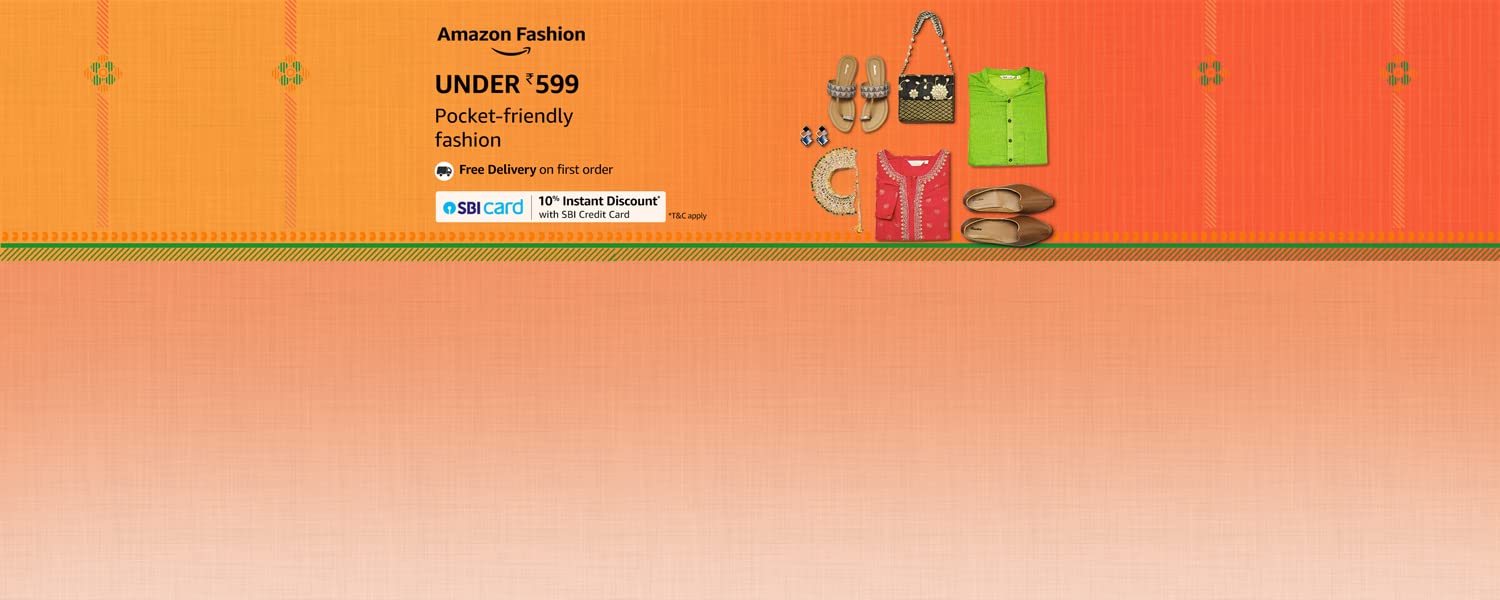 Amazon Fashion
UNDER ₹599
Pocket-friendly
fashion
Free Delivery on first order
SBI card
10% Instant Discount*
with SBI Credit Card
*T&C apply